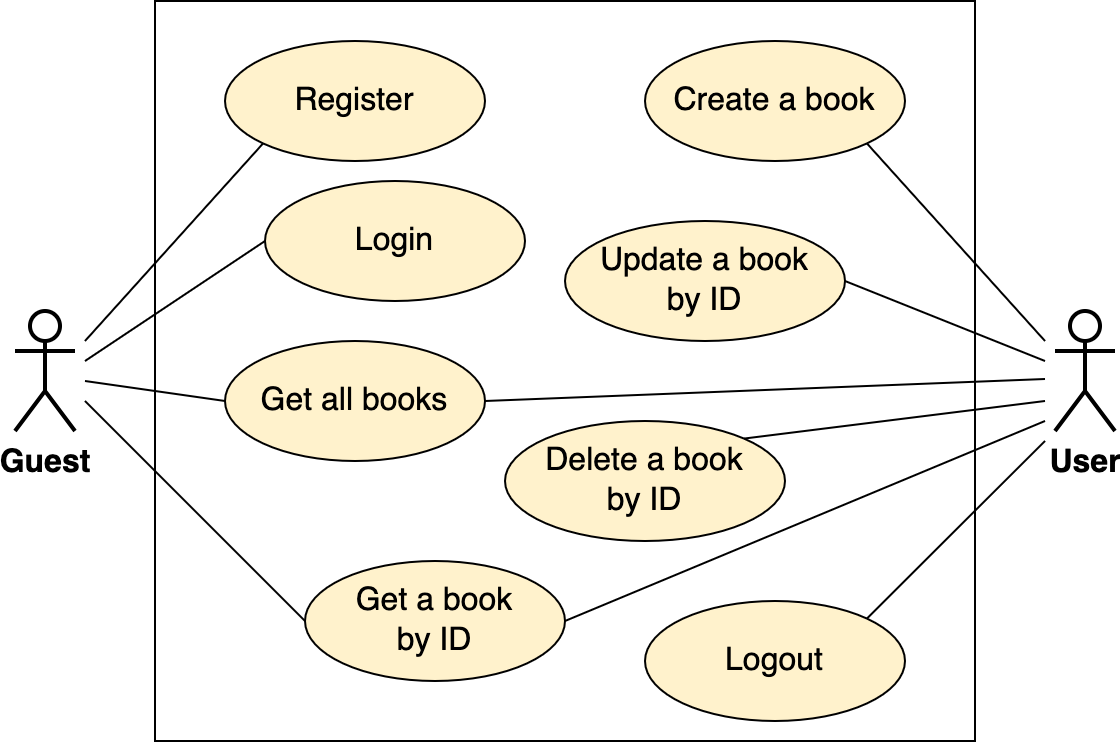 Register
Create a book
Login
Update a book
by ID
Get all books
Guest
User
Delete a book
by ID
Get a book
by ID
Logout